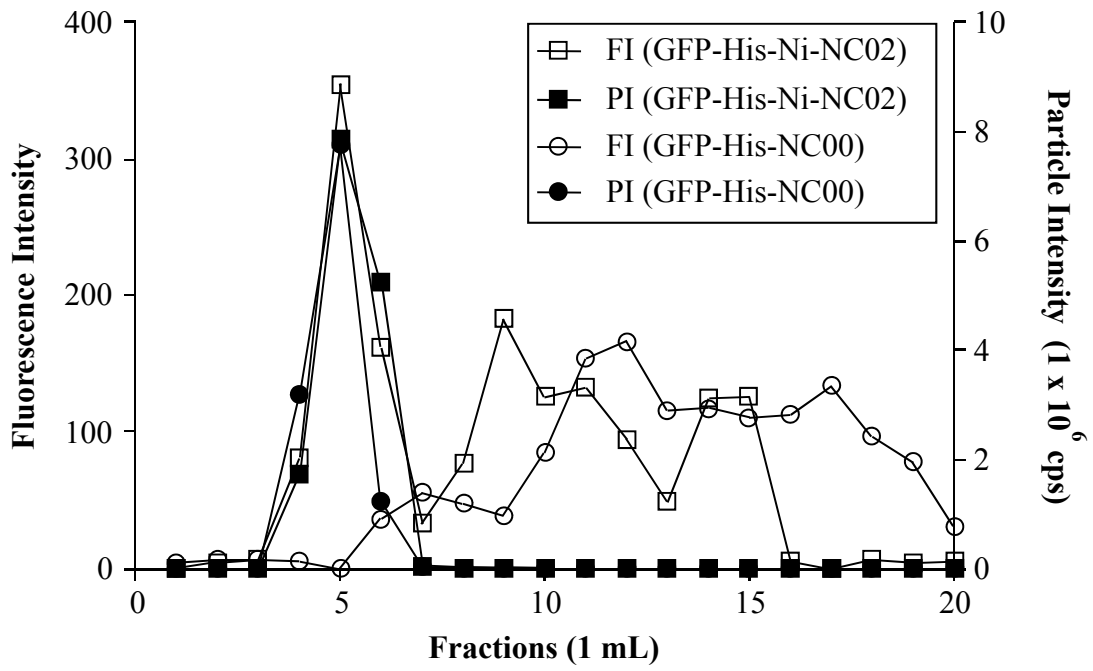 400
300
200
100
0
Fluorescence Intensity
10
8
6
4
2
0
Particle Intensity (1 x 10^6 cps)
FI (GFP-His-Ni-NC02)
PI (GFP-His-Ni-NC02)
FI (GFP-His-NC00)
PI (GFP-His-NC00)
0 5 10 15 20
Fractions (1 mL)